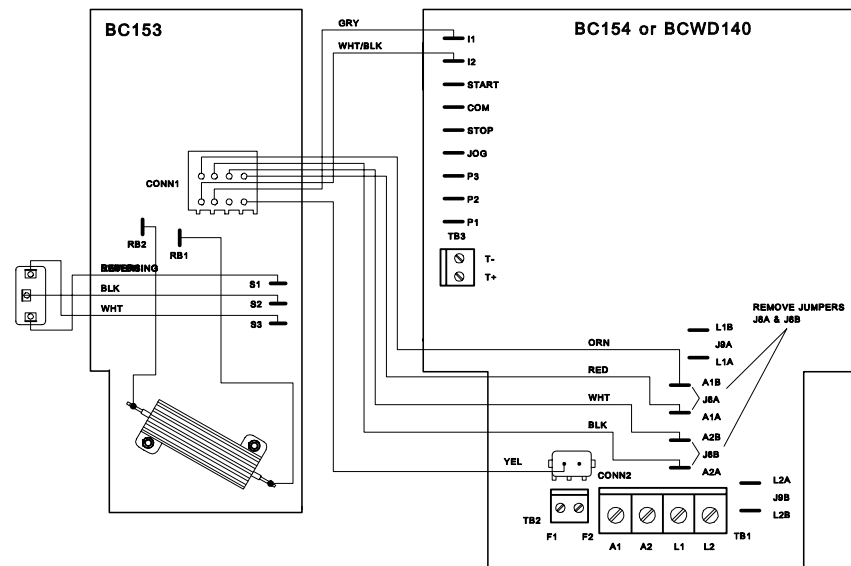 BC153
BC154 or BCWD140
GRY
WHT/BLK
I1
I2
START
COM
STOP
JOG
P3
P2
P1
TB3
T-
T+
CONN1
RB2
RB1
S1
BLK
S2
WHT
S3
REMOVE JUMPERS
J8A & J8B
L1B
J9A
L1A
ORN
A1B
RED
J8A
A1A
WHT
A2B
BLK
J8B
A2A
YEL
CONN2
L2A
J9B
L2B
TB2
F1
F2
A1
A2
L1
L2
TB1